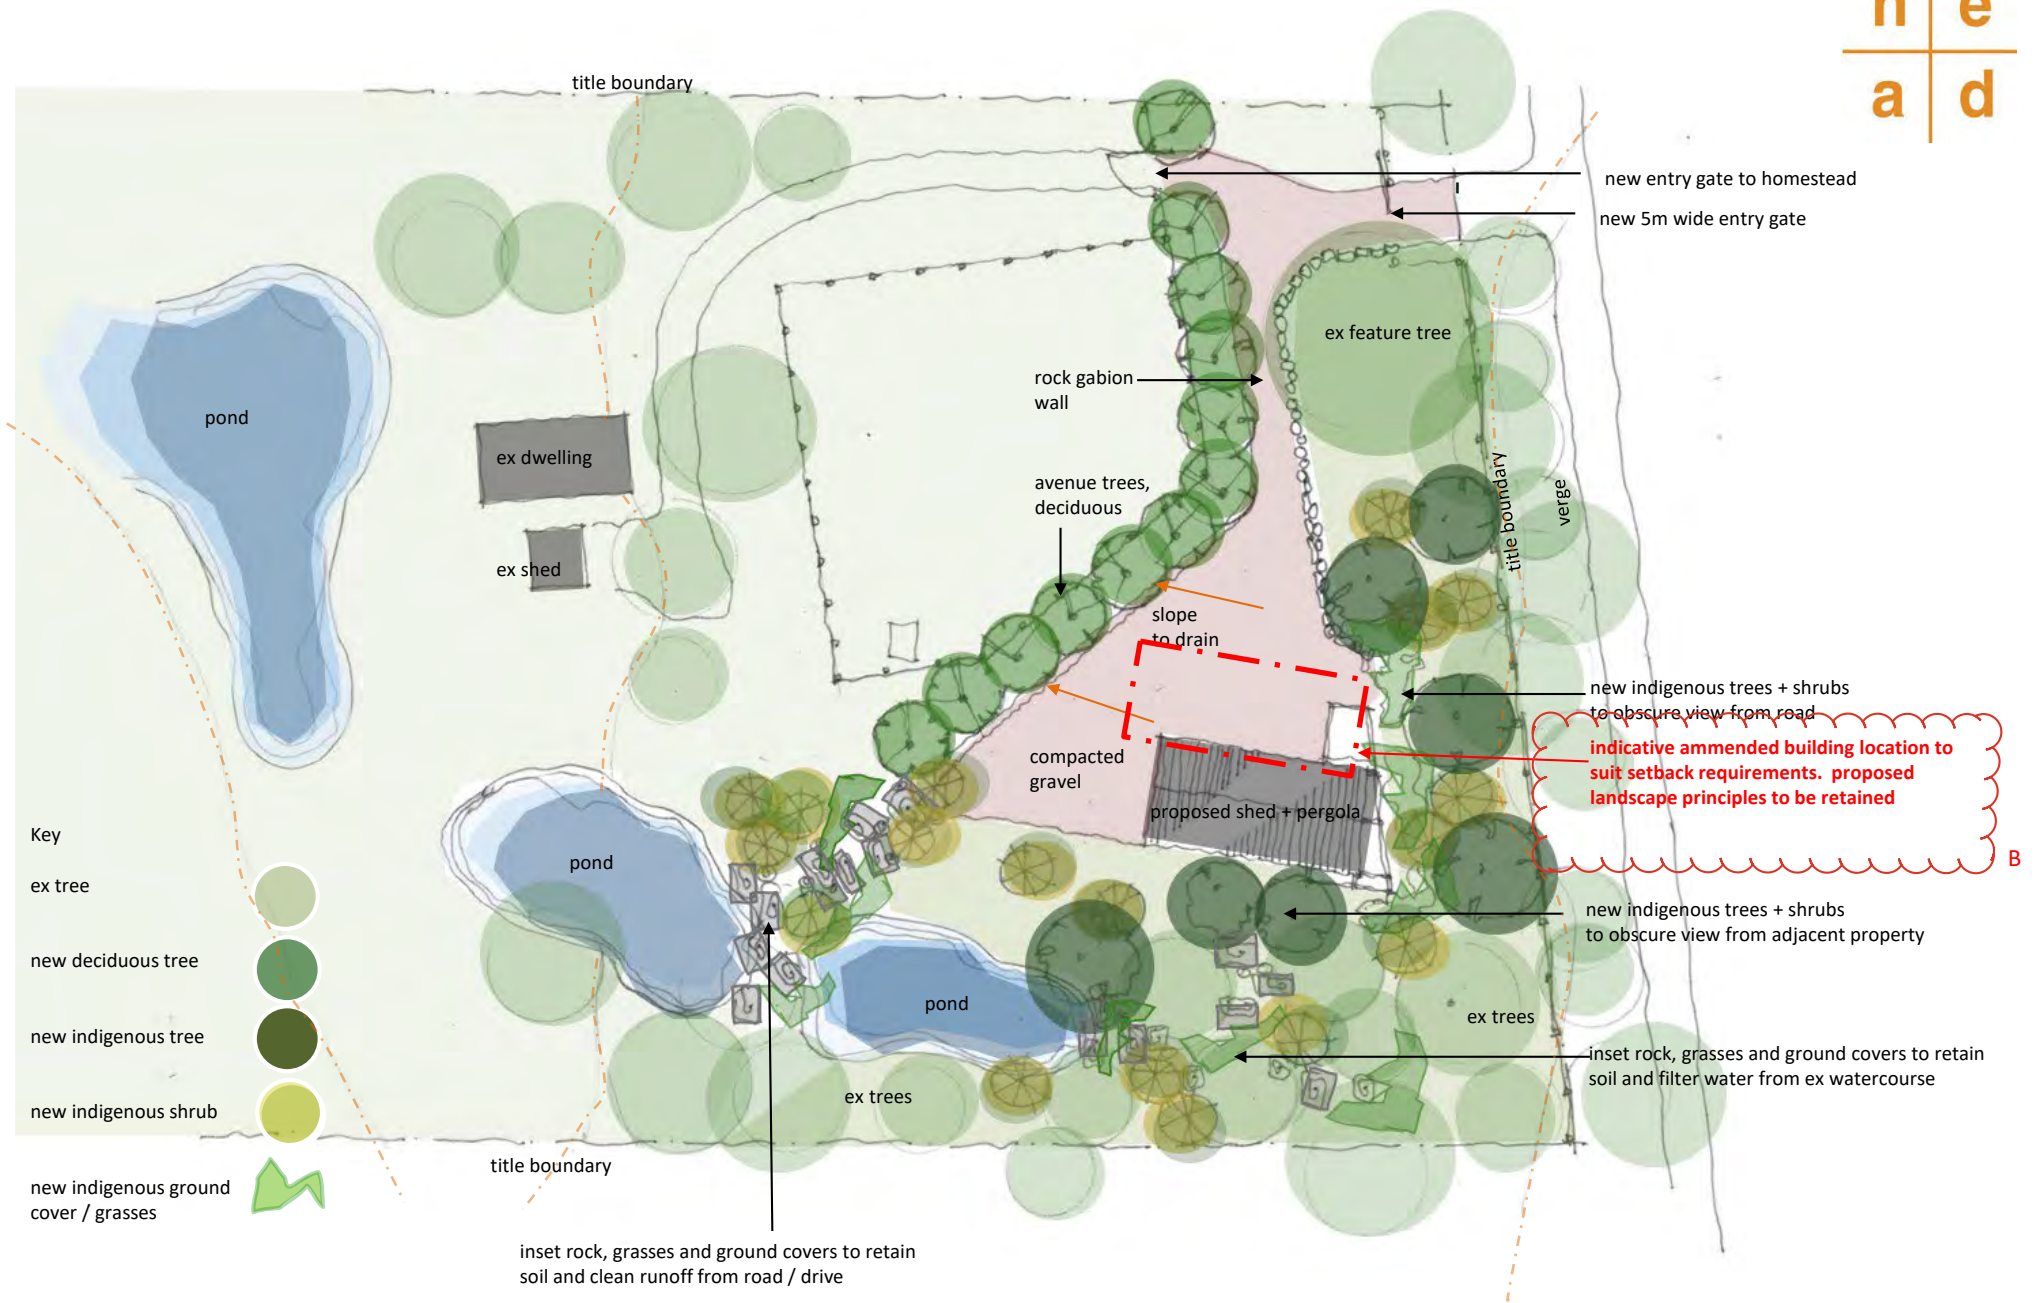 n e
a d
title boundary
new entry gate to homestead
new 5m wide entry gate
ex feature tree
rock gabion
wall
pond
ex dwelling
avenue trees,
deciduous
title boundary
verge
ex shed
slope
to drain
new indigenous trees + shrubs
to obscure view from road
indicative ammended building location to
suit setback requirements. proposed
landscape principles to be retained
B
compacted
gravel
proposed shed + pergola
Key
pond
ex tree
new indigenous trees + shrubs
to obscure view from adjacent property
new deciduous tree
pond
ex trees
new indigenous tree
inset rock, grasses and ground covers to retain
soil and filter water from ex watercourse
ex trees
new indigenous shrub
title boundary
new indigenous ground
cover / grasses
inset rock, grasses and ground covers to retain
soil and clean runoff from road / drive